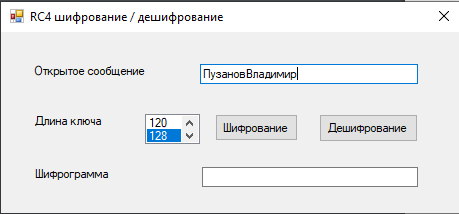 RC4 шифрование / дешифрование
Открытое сообщение ПузановВладимир
Длина ключа 120 Шифрование Дешифрование
128
Шифрограмма